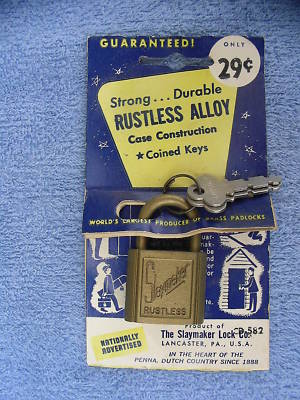 GUARANTEED!
ONLY
29¢
Strong... Durable
RUSTLESS ALLOY
Case Construction
★Coined Keys
WORLD'S LARGEST PRODUCER OF BRASS PADLOCKS
Slaymaker
RUSTLESS
NATIONALLY
ADVERTISED
Product of
CD-582
The Slaymaker Lock Co.
LANCASTER, PA., U.S.A.
IN THE HEART OF THE
PENNA. DUTCH COUNTRY SINCE 1888